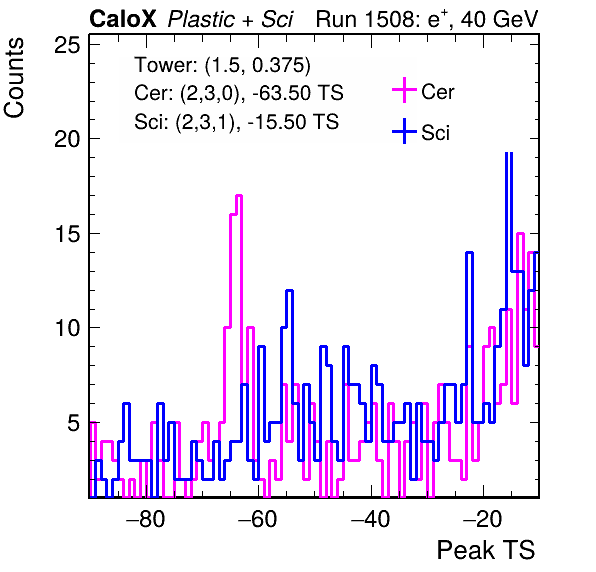 CaloX Plastic + Sci Run 1508: e+, 40 GeV
Counts
25
20
15
10
5
Tower: (1.5, 0.375)
Cer: (2,3,0), -63.50 TS
Sci: (2,3,1), -15.50 TS
Cer
Sci
−80 −60 −40 −20
Peak TS